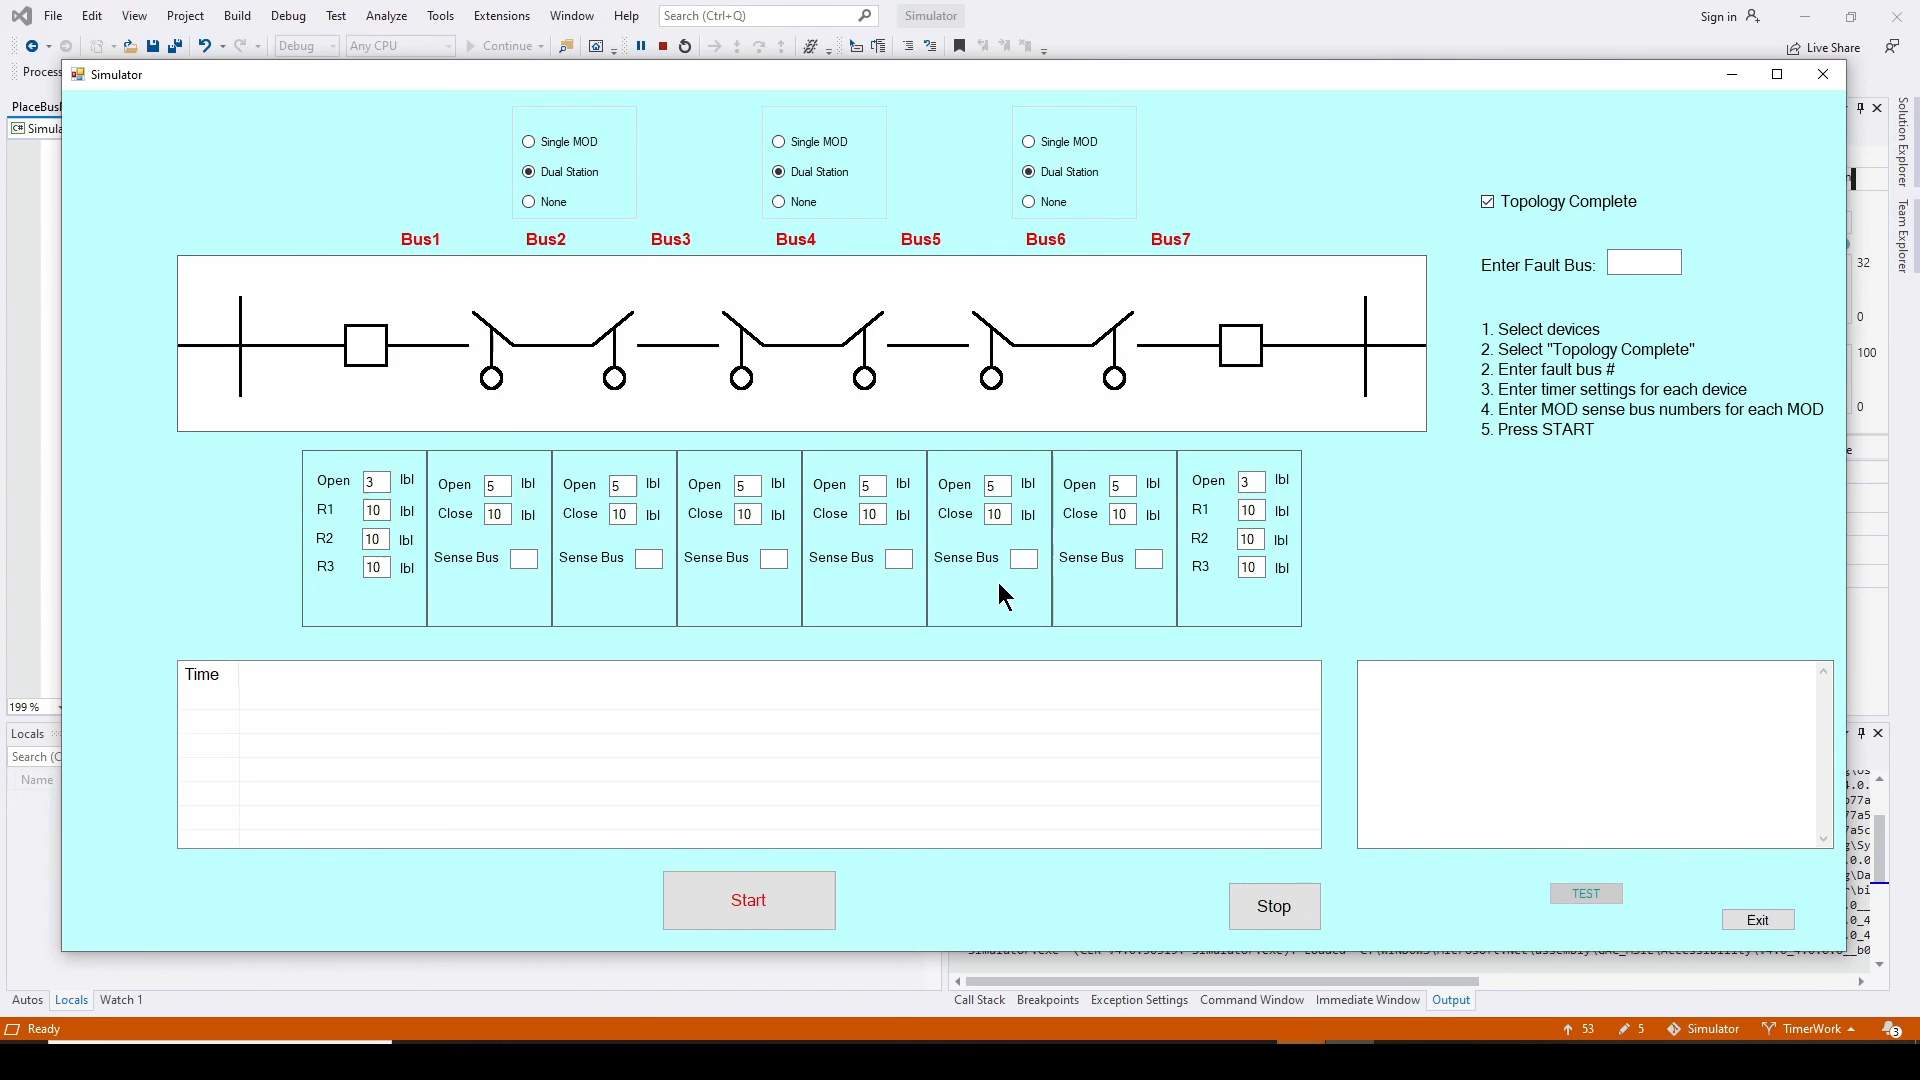 File Edit View Project Build Debug Test Analyze Tools Extensions Window Help Search (Ctrl+Q) Simulator Sign in
Debug Any CPU Continue Live Share
Process
Simulator
PlaceBus
C# Simula
Solution Explorer
Team Explorer
Single MOD Single MOD Single MOD
Dual Station Dual Station Dual Station
None None None
Topology Complete
Bus1 Bus2 Bus3 Bus4 Bus5 Bus6 Bus7
Enter Fault Bus:
32
0
100
0
1. Select devices
2. Select "Topology Complete"
2. Enter fault bus #
3. Enter timer settings for each device
4. Enter MOD sense bus numbers for each MOD
5. Press START
Open 3 lbl Open 5 lbl Open 5 lbl Open 5 lbl Open 5 lbl Open 5 lbl Open 5 lbl Open 3 lbl
R1 10 lbl Close 10 lbl Close 10 lbl Close 10 lbl Close 10 lbl Close 10 lbl Close 10 lbl R1 10 lbl
R2 10 lbl R2 10 lbl
R3 10 lbl Sense Bus Sense Bus Sense Bus Sense Bus Sense Bus Sense Bus R3 10 lbl
Time
199 %
Locals
Search (C
Name
Start Stop TEST
Exit
Autos Locals Watch 1 Call Stack Breakpoints Exception Settings Command Window Immediate Window Output
Ready 53 5 Simulator TimerWork 3